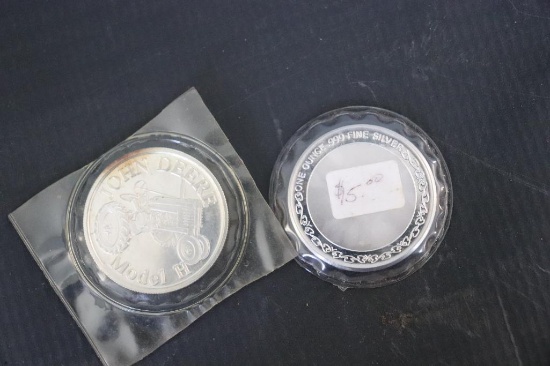 JOHN DEERE
Model B
ONE OUNCE .999 FINE SILVER
$5.00